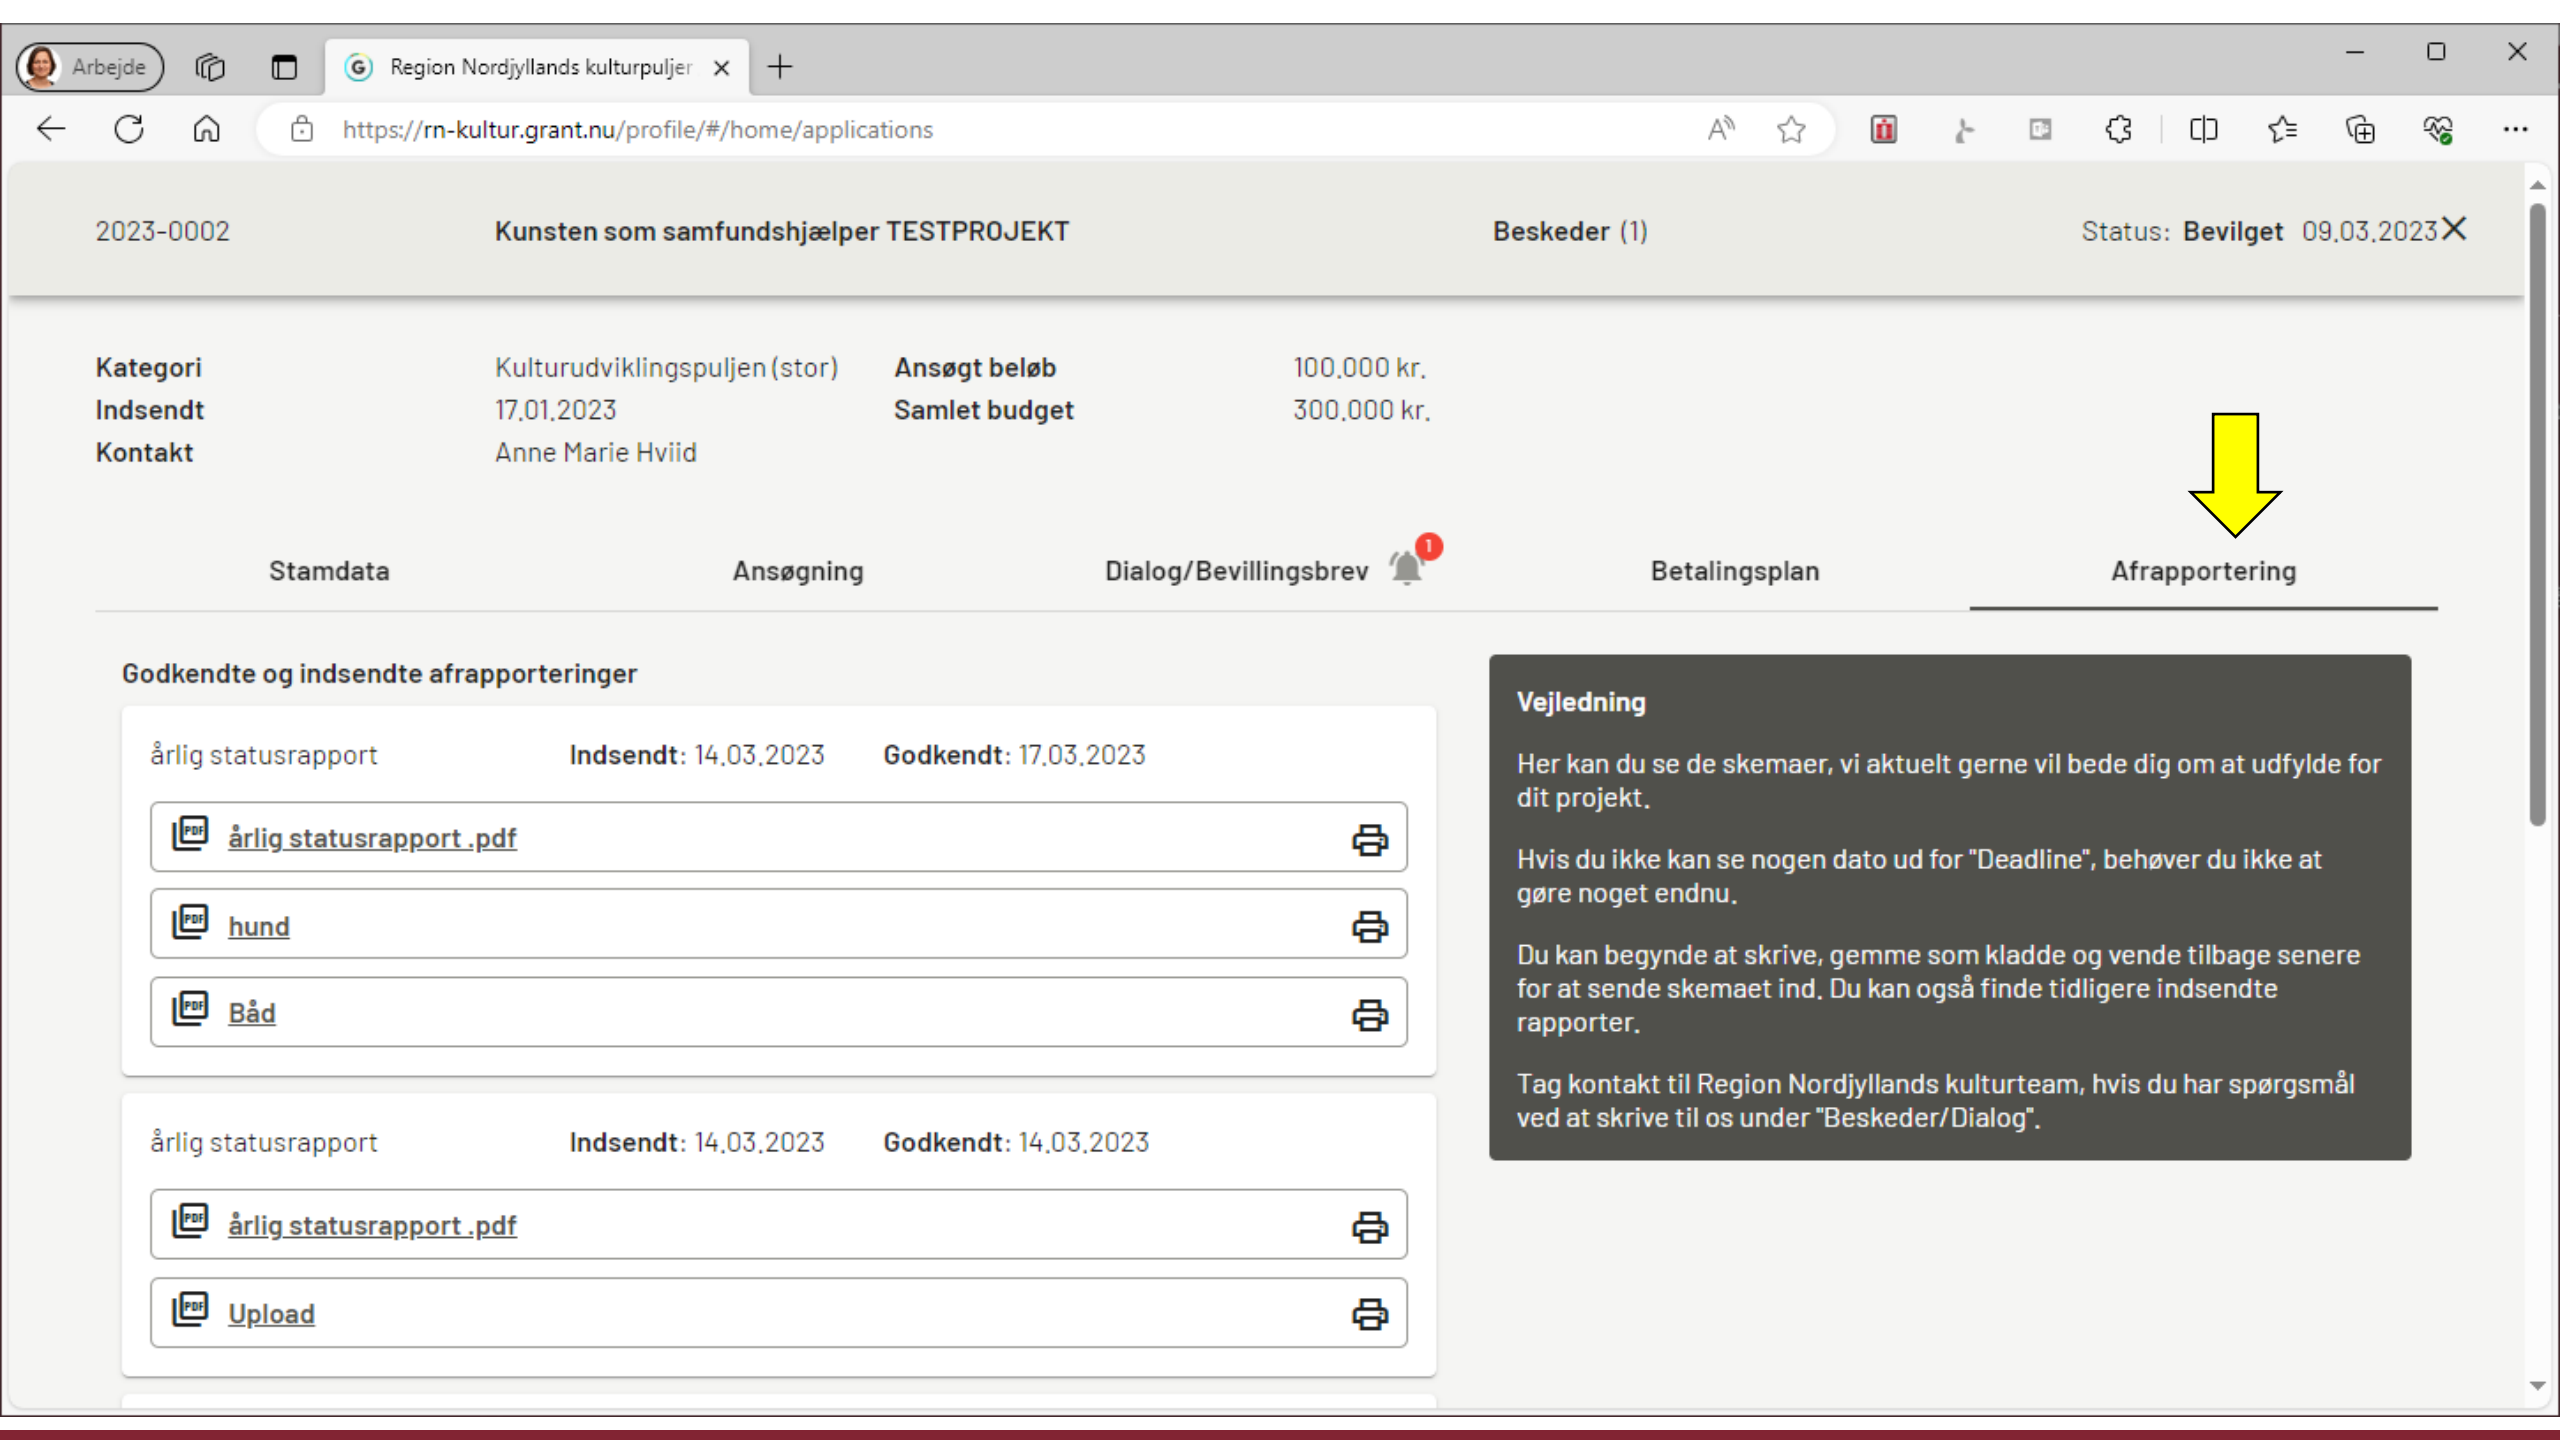 Arbejde
Region Nordjyllands kulturpuljer
https://rn-kultur.grant.nu/profile/#/home/applications
2023-0002 Kunsten som samfundshjælper TESTPROJEKT Beskeder (1) Status: Bevilget 09.03.2023
Kategori Kulturudviklingspuljen (stor) Ansøgt beløb 100.000 kr.
Indsendt 17.01.2023 Samlet budget 300.000 kr.
Kontakt Anne Marie Hviid
Stamdata Ansøgning Dialog/Bevillingsbrev 1 Betalingsplan Afrapportering
Godkendte og indsendte afrapporteringer
årlig statusrapport Indsendt: 14.03.2023 Godkendt: 17.03.2023
PDF årlig statusrapport .pdf
PDF hund
PDF Båd
årlig statusrapport Indsendt: 14.03.2023 Godkendt: 14.03.2023
PDF årlig statusrapport .pdf
PDF Upload
Vejledning
Her kan du se de skemaer, vi aktuelt gerne vil bede dig om at udfylde for
dit projekt.
Hvis du ikke kan se nogen dato ud for "Deadline", behøver du ikke at
gøre noget endnu.
Du kan begynde at skrive, gemme som kladde og vende tilbage senere
for at sende skemaet ind. Du kan også finde tidligere indsendte
rapporter.
Tag kontakt til Region Nordjyllands kulturteam, hvis du har spørgsmål
ved at skrive til os under "Beskeder/Dialog".